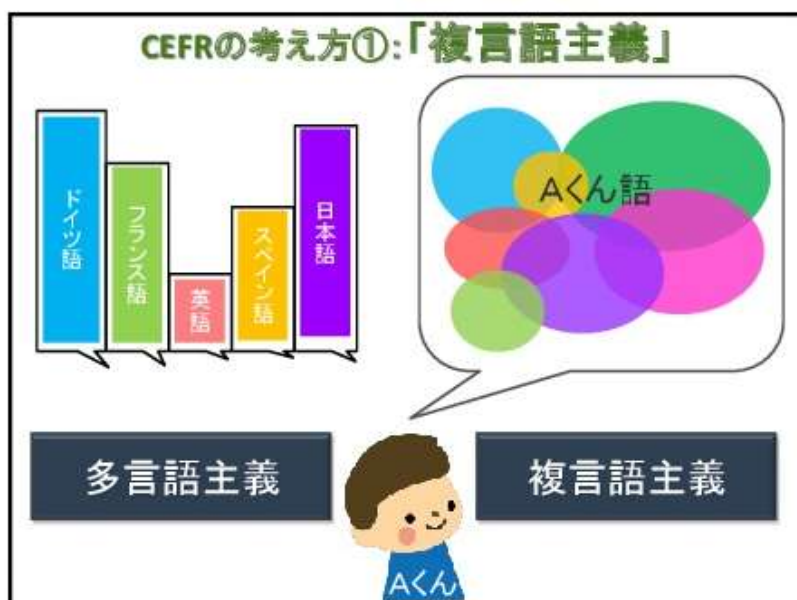 CEFRの考え方①:「複言語主義」
ドイツ語
フランス語
英語
スペイン語
日本語
Aくん語
多言語主義
複言語主義
Aくん